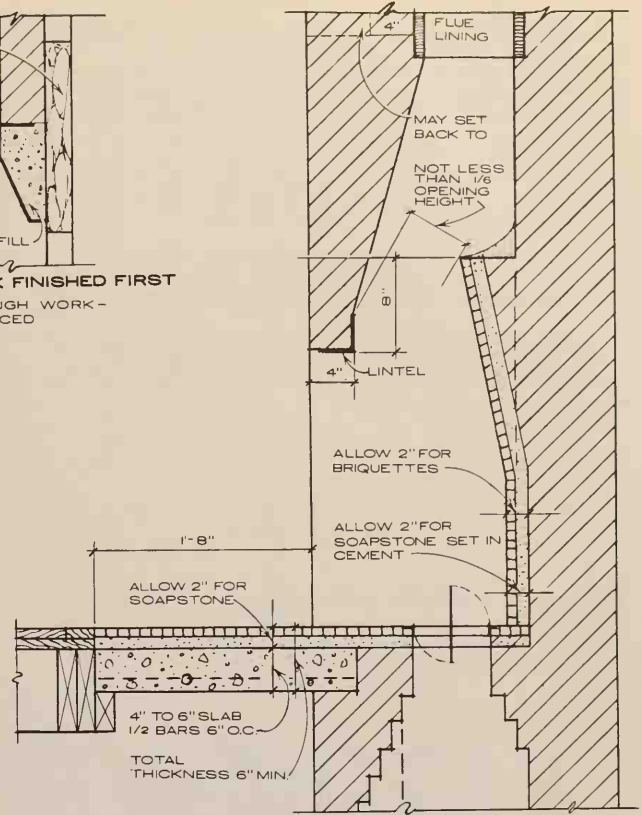 4"
FLUE
LINING
MAY SET
BACK TO
NOT LESS
THAN 1/6
OPENING
HEIGHT
FILL
FINISHED FIRST
WORK-
8"
4"
LINTEL
ALLOW 2" FOR
BRIQUETTES
1'-8"
ALLOW 2" FOR
SOAPSTONE SET IN
CEMENT
ALLOW 2" FOR
SOAPSTONE
4" TO 6" SLAB
1/2 BARS 6" O.C.
TOTAL
THICKNESS 6" MIN.